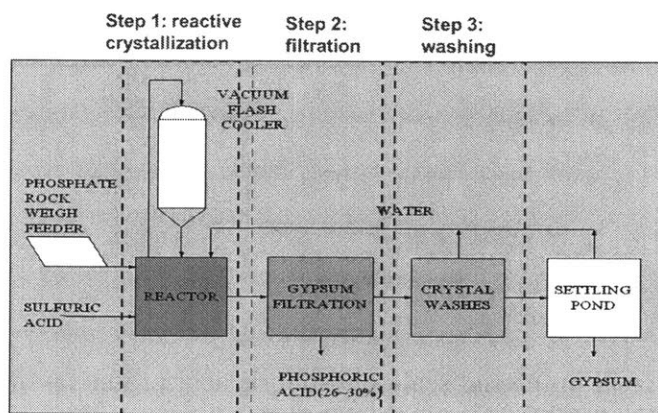 Step 1: reactive
crystallization
Step 2:
filtration
Step 3:
washing
VACUUM
FLASH
COOLER
PHOSPHATE
ROCK
WEIGH
FEEDER
WATER
REACTOR
GYPSUM
FILTRATION
CRYSTAL
WASHES
SETTLING
POND
SULFURIC
ACID
PHOSPHORIC
ACID(26–30%)
GYPSUM